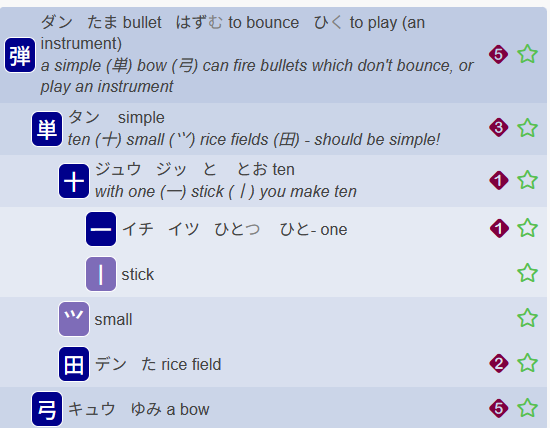 弾
ダン たま bullet はずむ to bounce ひく to play (an
instrument)
a simple (単) bow (弓) can fire bullets which don't bounce, or
play an instrument
5
単
タン simple
ten (十) small (⺍) rice fields (田) - should be simple!
3
十
ジュウ ジッ と とお ten
with one (一) stick (丨) you make ten
1
一
イチ イツ ひとつ ひと- one
1
丨
stick
⺍
small
田
デン た rice field
2
弓
キュウ ゆみ a bow
5